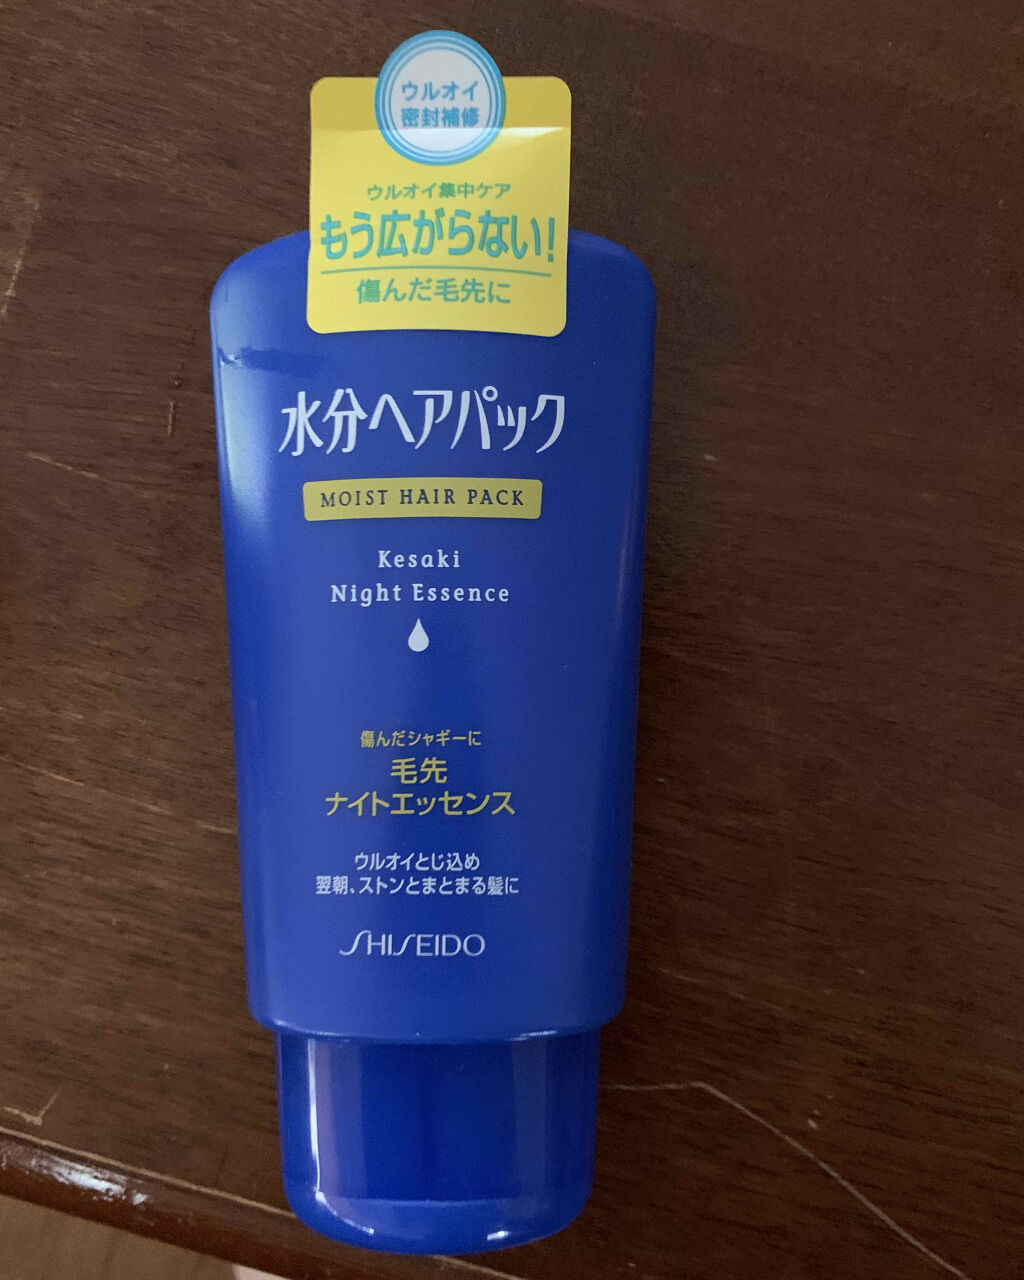 ウルオイ
密封補修
ウルオイ集中ケア
もう広がらない!
傷んだ毛先に
水分ヘアパック
MOIST HAIR PACK
Kesaki
Night Essence
傷んだシャギーに
毛先
ナイトエッセンス
ウルオイとじ込め
翌朝、ストンとまとまる髪に
SHISEIDO